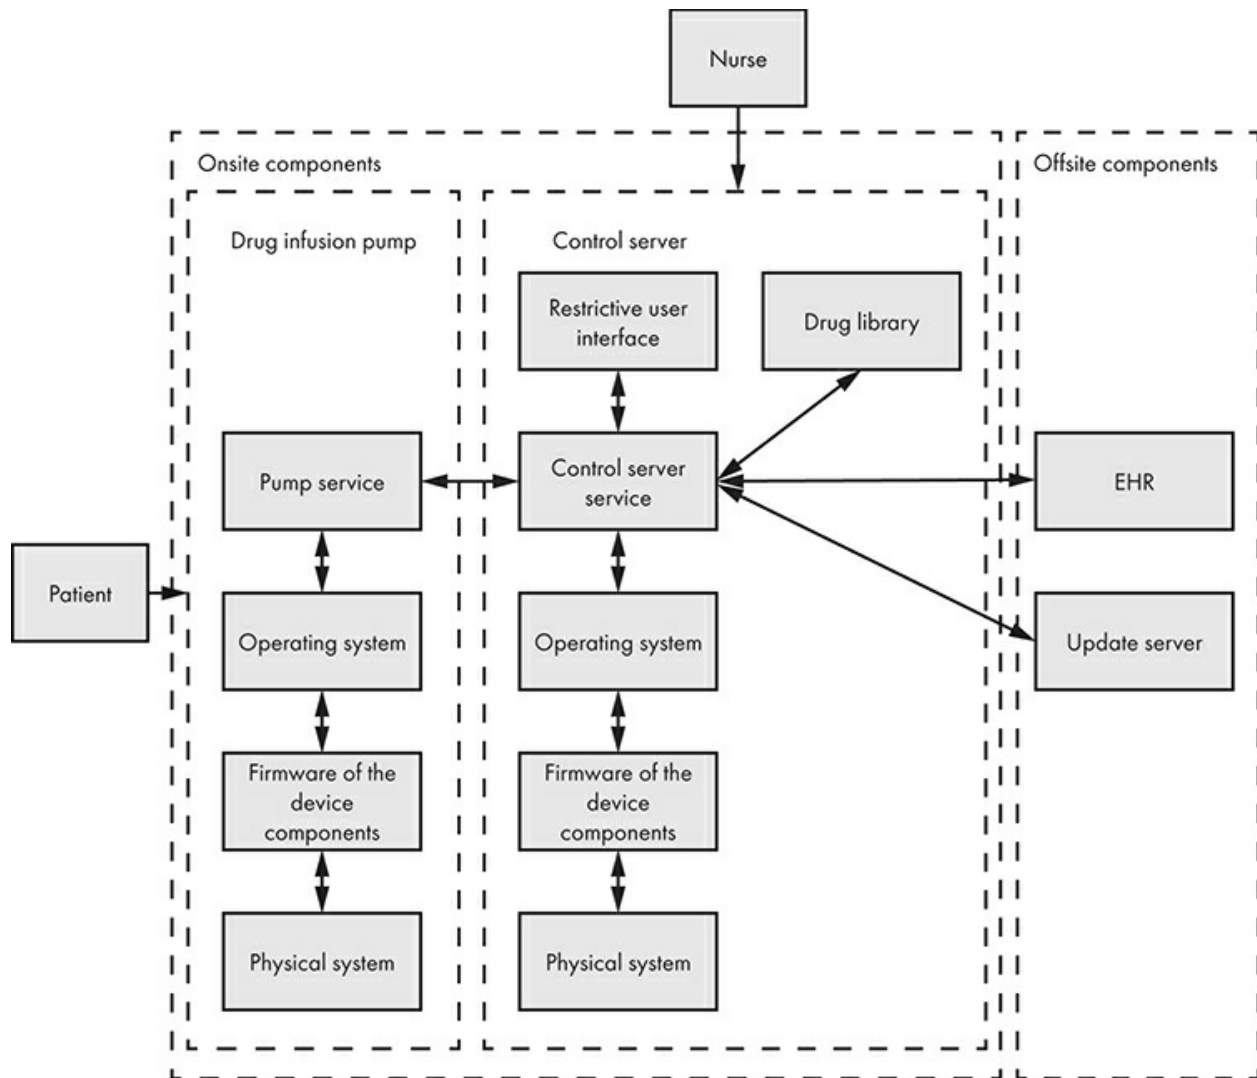 Nurse
Onsite components
Offsite components
Drug infusion pump
Control server
Restrictive user
interface
Drug library
Pump service
Control server
service
EHR
Patient
Operating system
Operating system
Update server
Firmware of the
device
components
Firmware of the
device
components
Physical system
Physical system